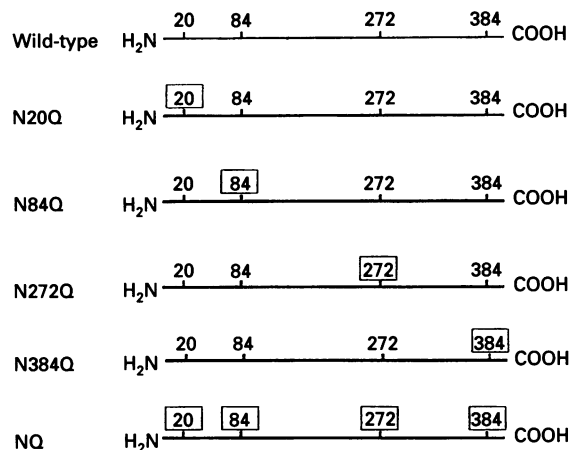 20 84 272 384
Wild-type H₂N COOH
20 84 272 384
N20Q H₂N COOH
84
20 272 384
N84Q H₂N COOH
272
20 84 384
N272Q H₂N COOH
384
20 84 272
N384Q H₂N COOH
20 84 272 384
NQ H₂N COOH